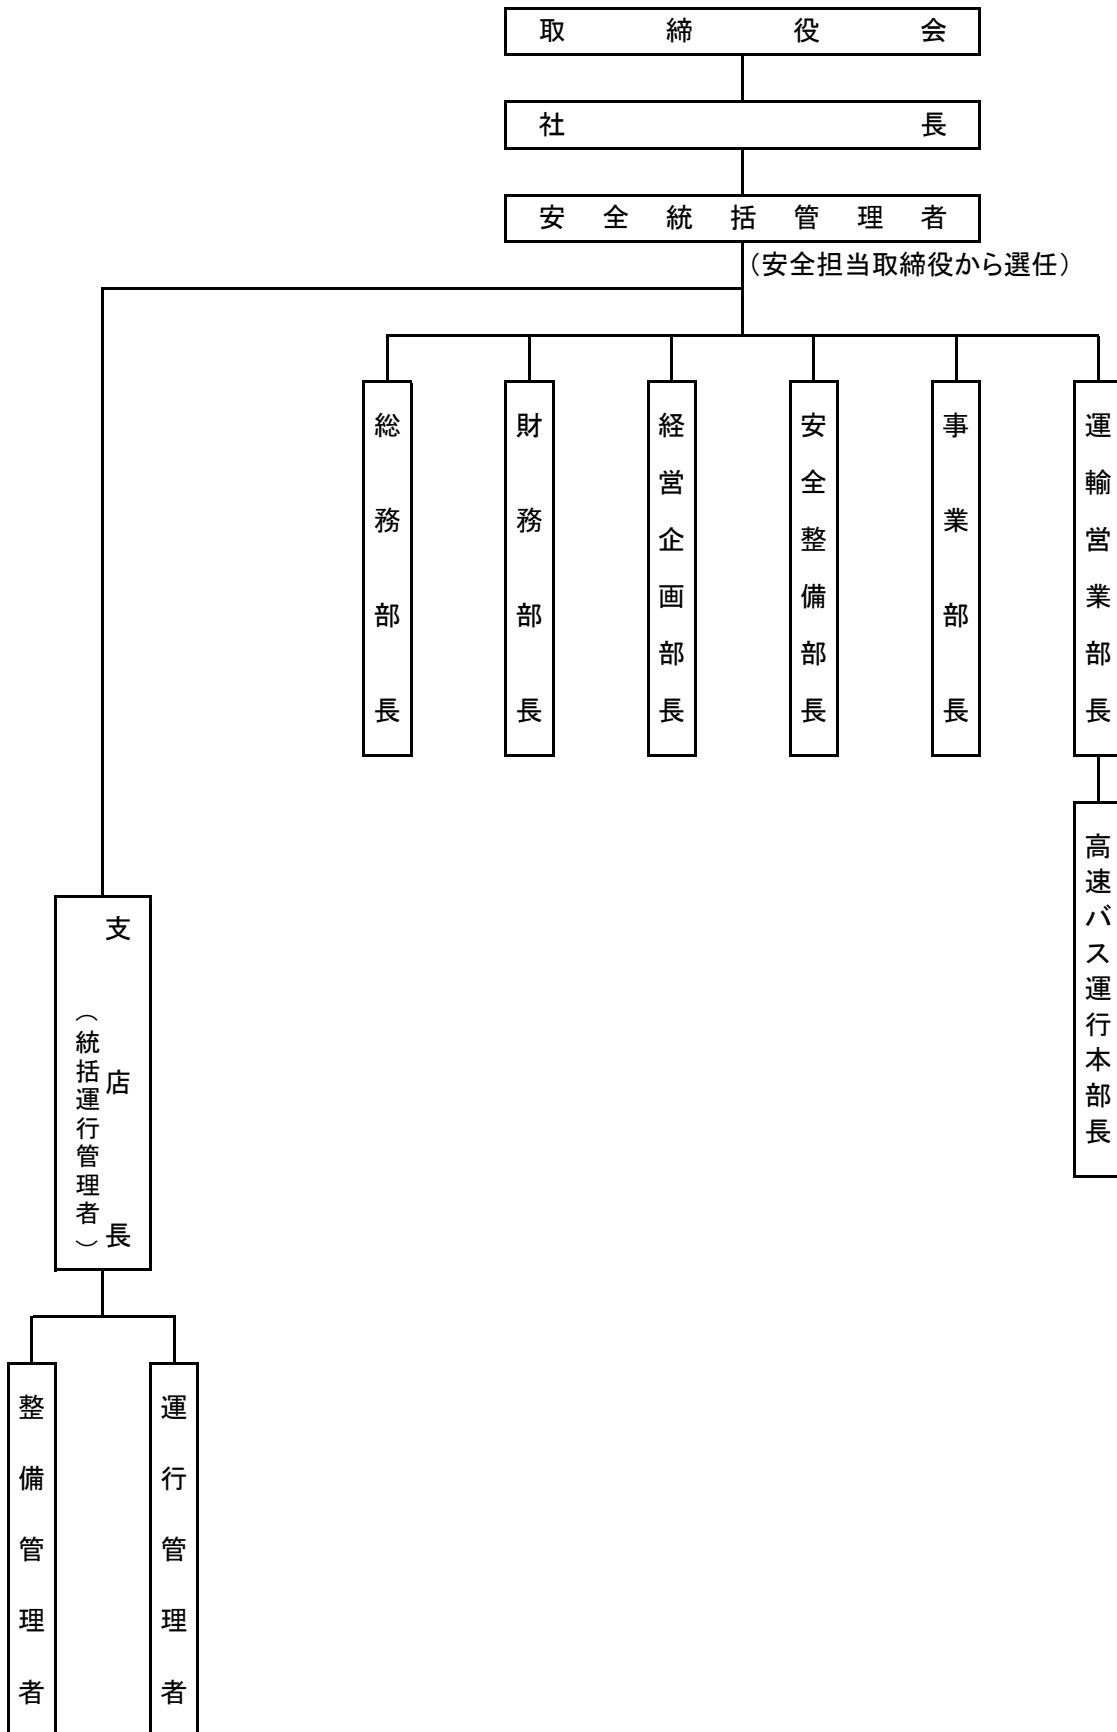 取締役会
社長
安全統括管理者
（安全担当取締役から選任）
総務部長
財務部長
経営企画部長
安全整備部長
事業部長
運輸営業部長
高速バス運行本部長
支店長
（統括運行管理者）
整備管理者
運行管理者